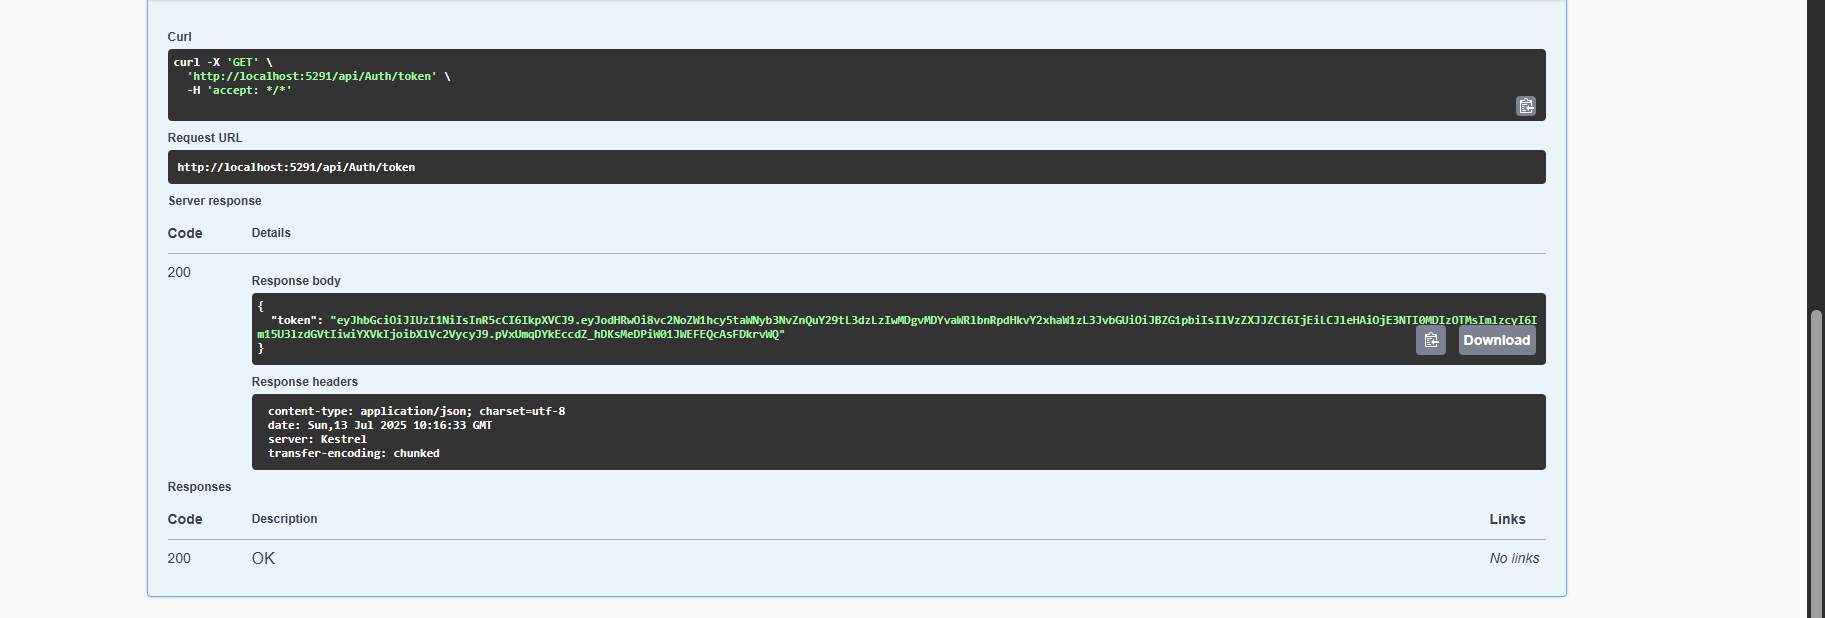 Curl
curl -X 'GET' \
'http://localhost:5291/api/Auth/token' \
-H 'accept: */*'
Request URL
http://localhost:5291/api/Auth/token
Server response
Code Details
200
Response body
{
"token": "eyJhbGciOiJIUzI1NiIsInR5cCI6IkpXVCJ9.eyJodHRwOi8vc2NoZW1hcy5taWNyb3NvZnQuY29tL3dzLzIwMDgvMDYvaWRlbnRpdHkvY2xhaW1zL3JvbGUiOiJBZG1pbiIsIlVzZXJJZCI6IjEiLCJleHAiOjE3NTI0MDIzOTMsImlzcyI6I
m15U3lzdGVtIiwiYXVkIjoibXlVc2VycyJ9.pVxUmqDYkEccdZ_hDKsMeDPiW01JWEFEQcAsFDkrvWQ"
}
Download
Response headers
content-type: application/json; charset=utf-8
date: Sun,13 Jul 2025 10:16:33 GMT
server: Kestrel
transfer-encoding: chunked
Responses
Code Description Links
200 OK No links